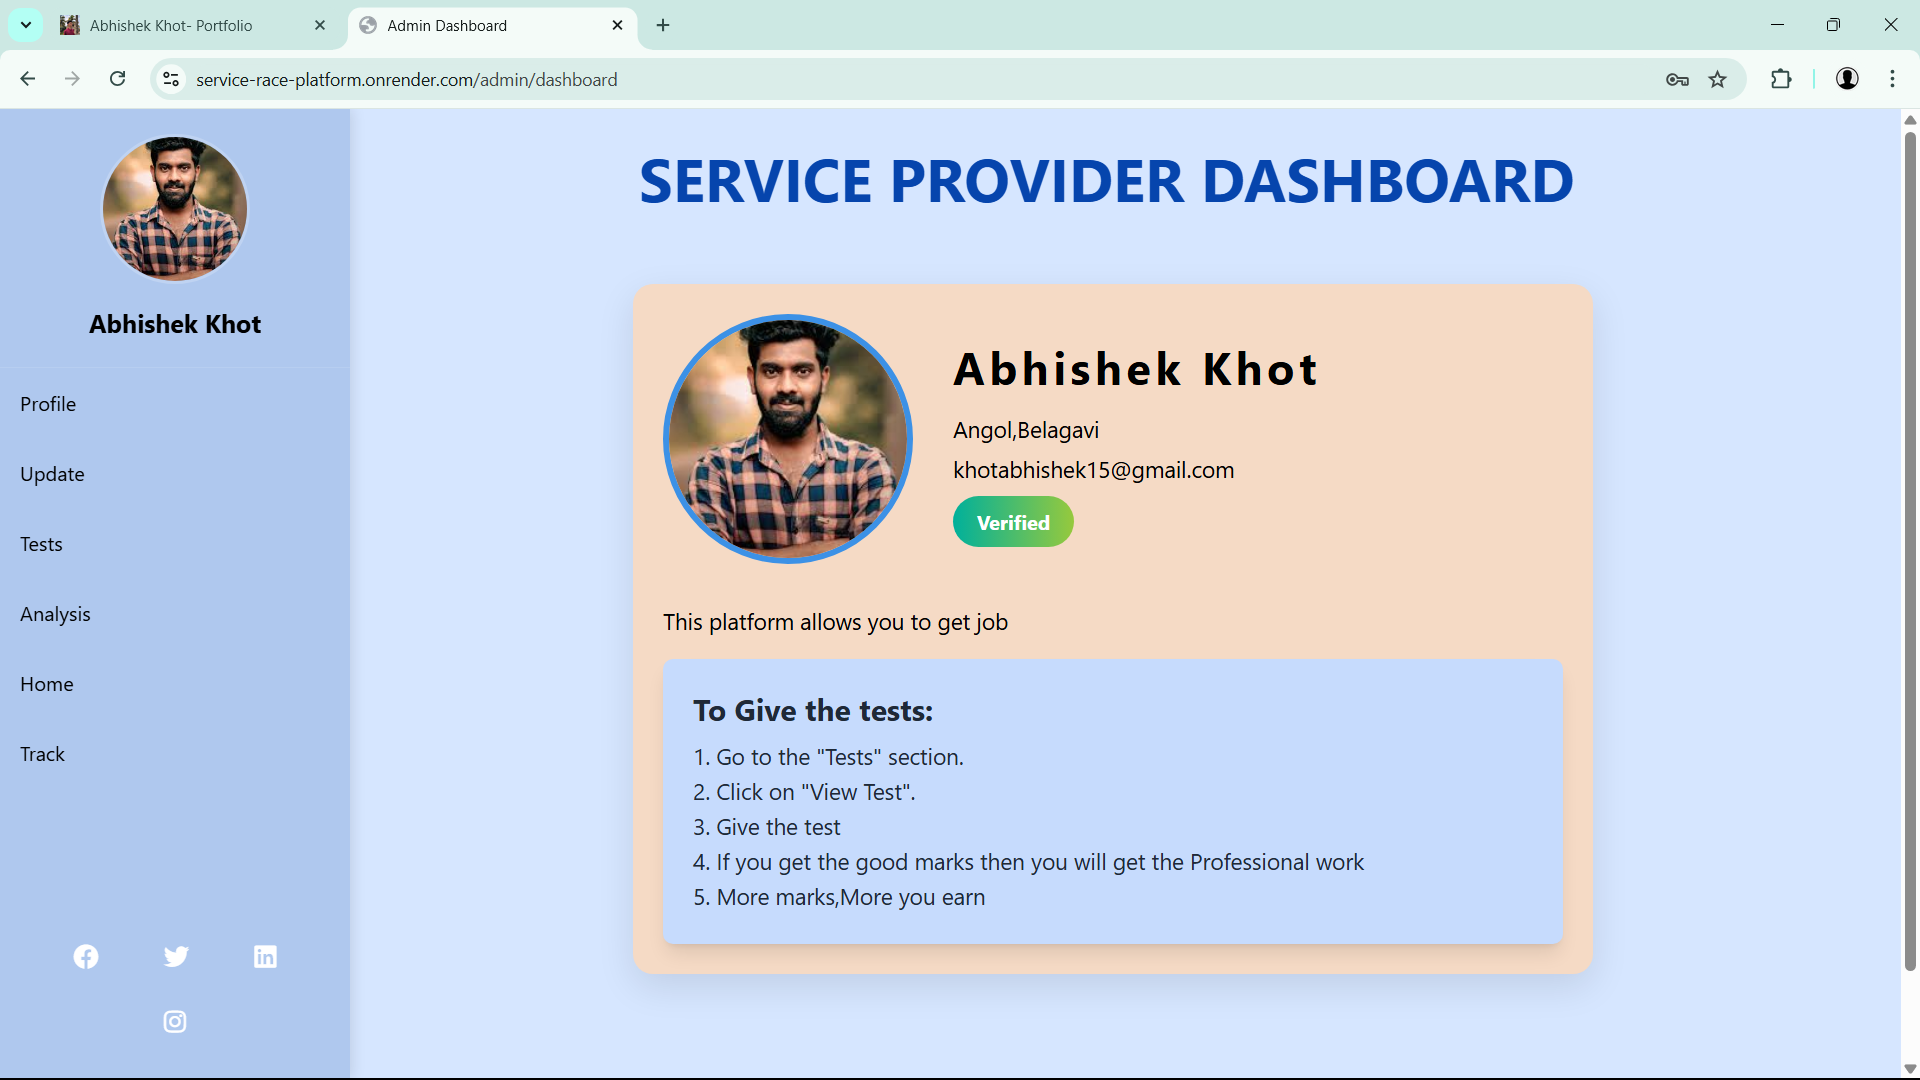 Abhishek Khot- Portfolio
Admin Dashboard
service-race-platform.onrender.com/admin/dashboard
Abhishek Khot
Profile
Update
Tests
Analysis
Home
Track
SERVICE PROVIDER DASHBOARD
Abhishek Khot
Angol,Belagavi
khotabhishek15@gmail.com
Verified
This platform allows you to get job
To Give the tests:
1. Go to the "Tests" section.
2. Click on "View Test".
3. Give the test
4. If you get the good marks then you will get the Professional work
5. More marks,More you earn